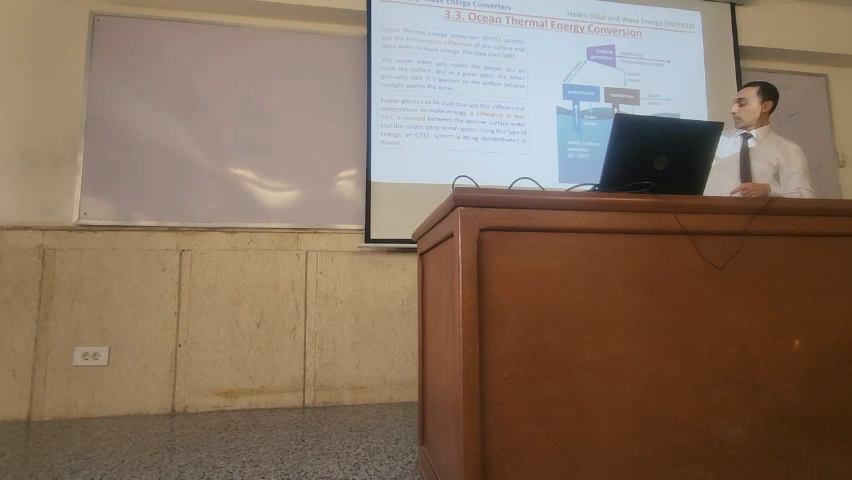 Wave Energy Converters
Hydro, Tidal and Wave Energy (MEP474)
3.3. Ocean Thermal Energy Conversion
Ocean thermal energy conversion (OTEC) systems
use the temperature difference of the surface and
deep water to make energy. This idea since 1881
The ocean water gets colder the deeper you go
from the surface, and at a great depth the ocean
gets very cold. It is warmer on the surface because
sunlight warms the water.
Power plants can be built that use this difference in
temperature to make energy. A difference of at least
is needed between the warmer surface water
and the colder deep ocean water. Using this type of
energy, an OTEC system is being demonstrated in
Hawaii.
turbine
generator
electricity
water
vapor
evaporator
condenser
drain
water
warm surface
seawater